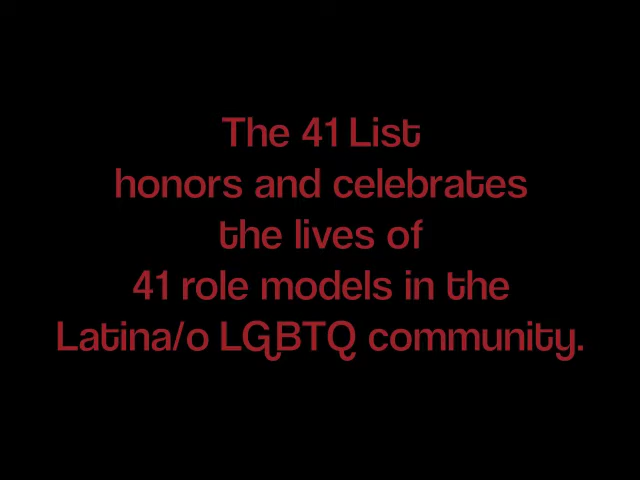 The 41 List
honors and celebrates
the lives of
41 role models in the
Latina/o LGBTQ community.